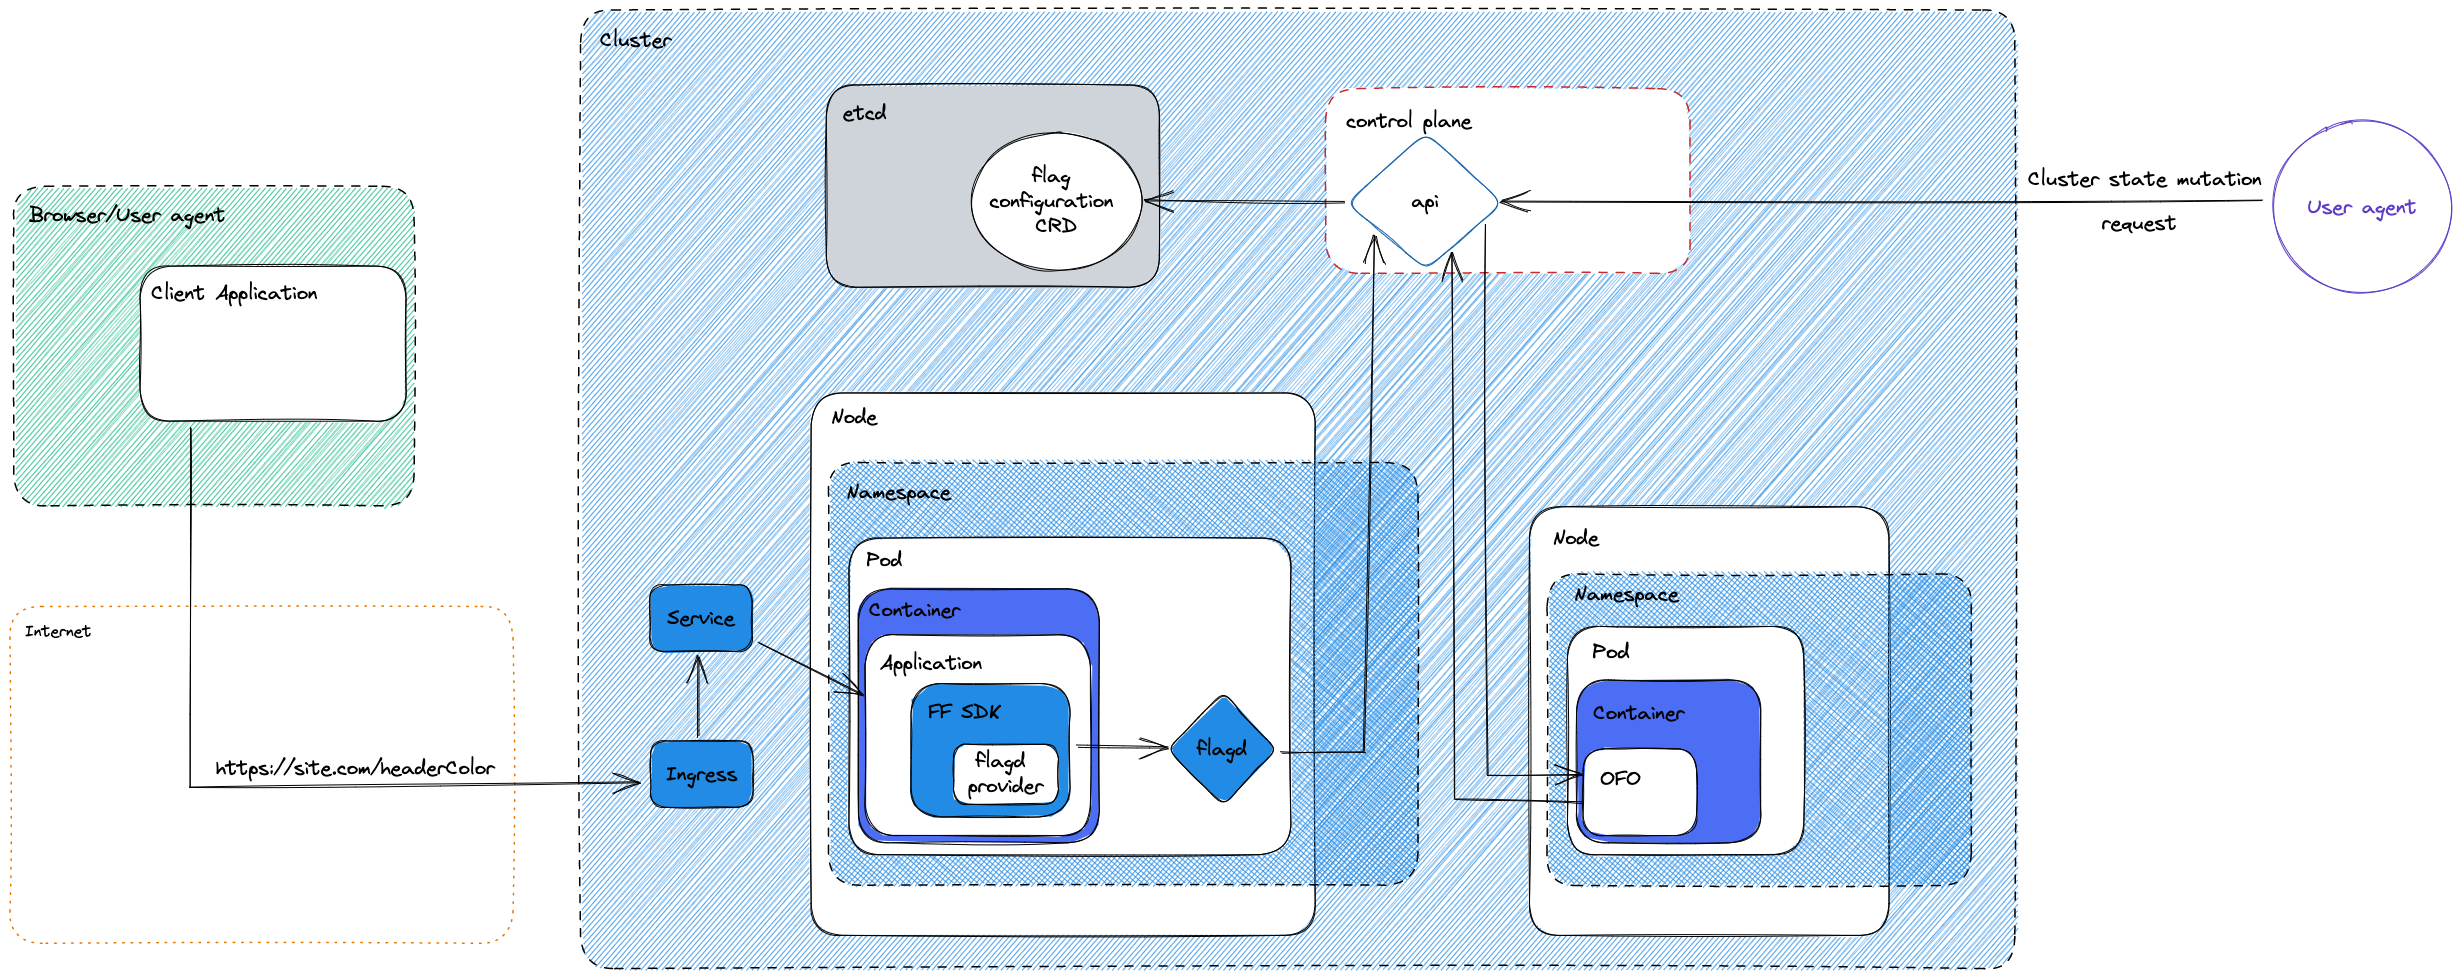 Cluster
etcd
flag
configuration
CRD
control plane
api
Cluster state mutation
request
User agent
Browser/User agent
Client Application
Internet
https://site.com/headerColor
Service
Ingress
Node
Namespace
Pod
Container
Application
FF SDK
flagd
provider
flagd
Node
Namespace
Pod
Container
OFO